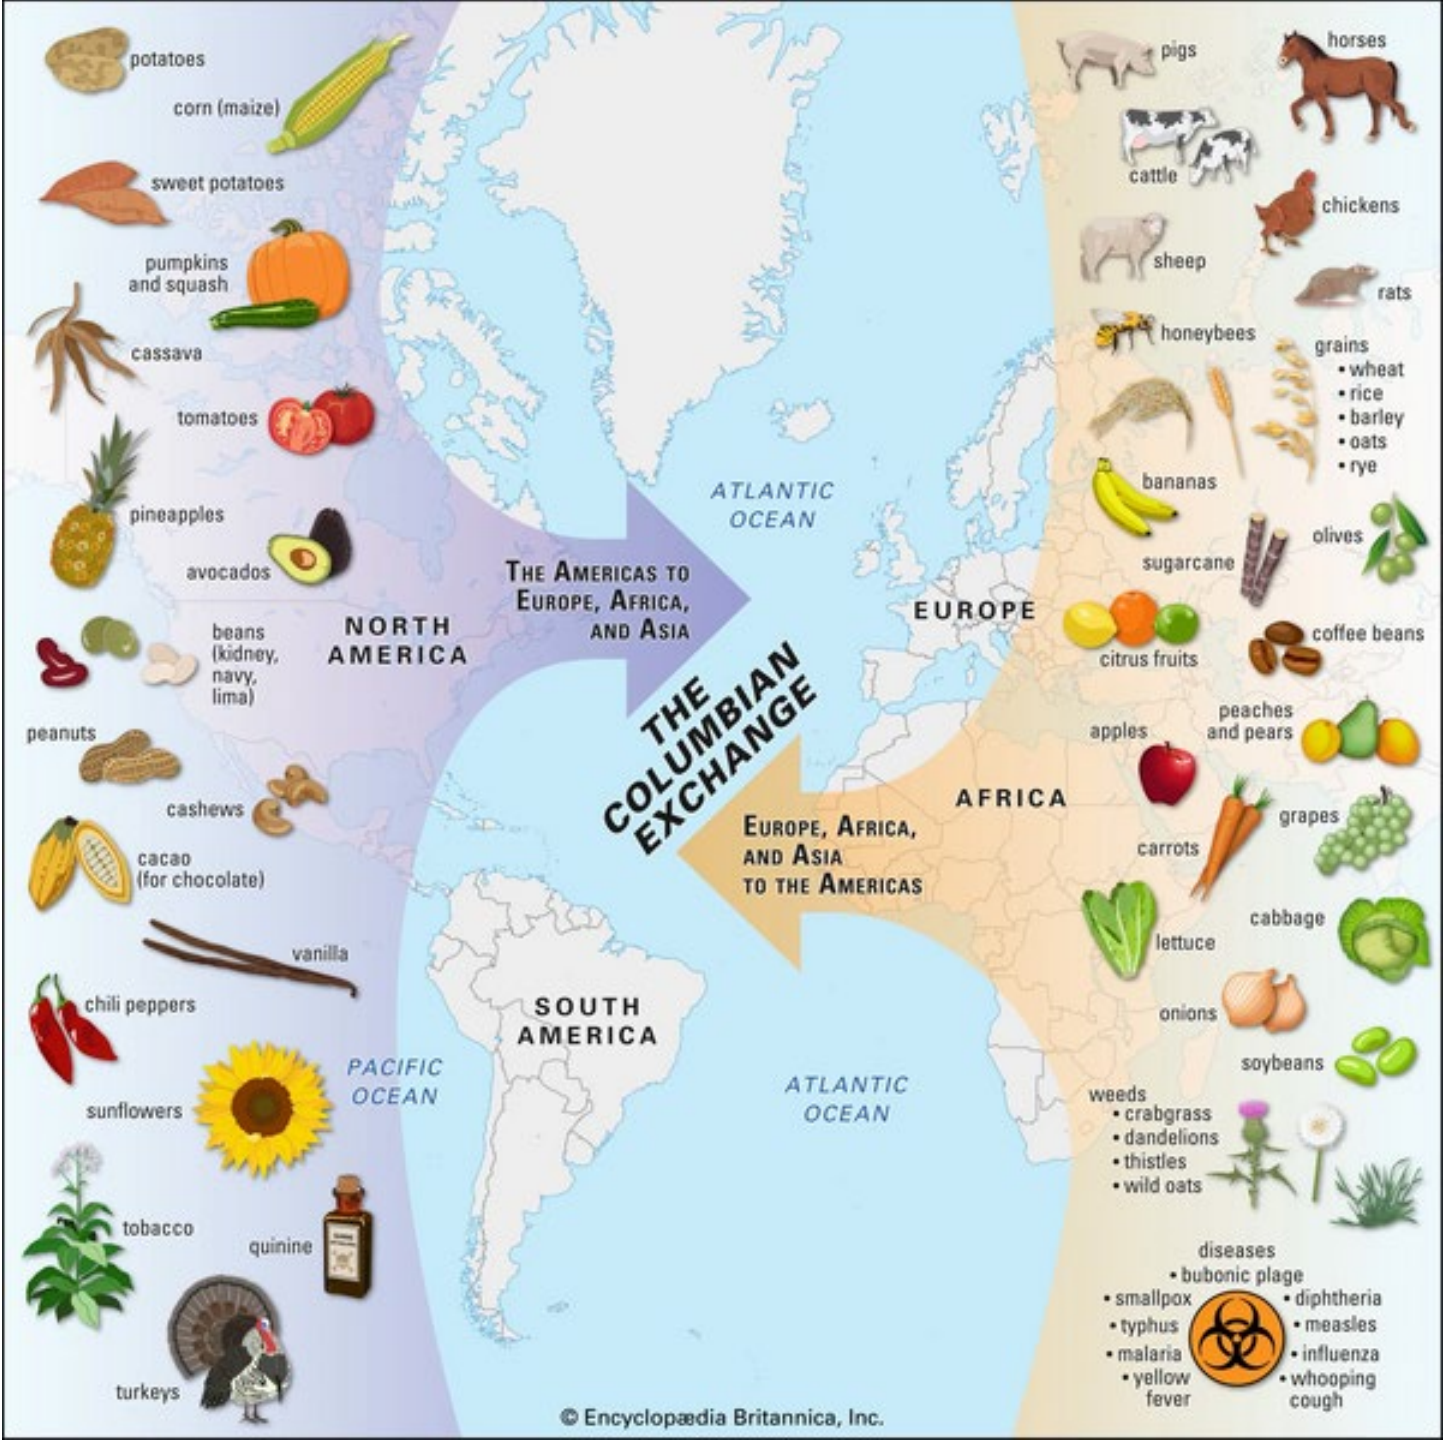 potatoes
corn (maize)
sweet potatoes
pumpkins
and squash
cassava
tomatoes
pineapples
avocados
beans
(kidney,
navy,
lima)
peanuts
cashews
cacao
(for chocolate)
vanilla
chili peppers
sunflowers
tobacco
quinine
turkeys
NORTH
AMERICA
THE AMERICAS TO
EUROPE, AFRICA,
AND ASIA
ATLANTIC
OCEAN
EUROPE
THE
COLUMBIAN
EXCHANGE
AFRICA
EUROPE, AFRICA,
AND ASIA
TO THE AMERICAS
SOUTH
AMERICA
PACIFIC
OCEAN
ATLANTIC
OCEAN
pigs
horses
cattle
chickens
sheep
rats
honeybees
grains
• wheat
• rice
• barley
• oats
• rye
bananas
olives
sugarcane
citrus fruits
coffee beans
peaches
and pears
apples
grapes
carrots
cabbage
lettuce
onions
soybeans
weeds
• crabgrass
• dandelions
• thistles
• wild oats
diseases
• bubonic plage
• smallpox
• typhus
• malaria
• yellow
fever
• diphtheria
• measles
• influenza
• whooping
cough
© Encyclopædia Britannica, Inc.